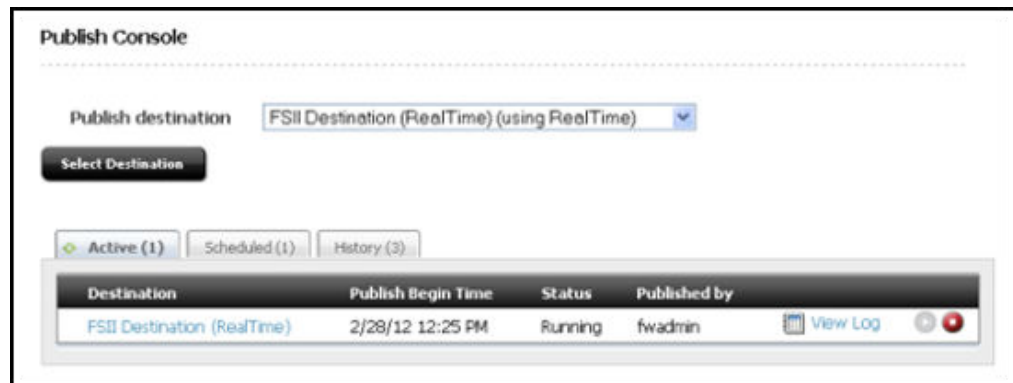 Publish Console
Publish destination FSII Destination (RealTime) (using RealTime)
Select Destination
Active (1) Scheduled (1) History (3)
Destination Publish Begin Time Status Published by
FSII Destination (RealTime) 2/28/12 12:25 PM Running fwadmin View Log